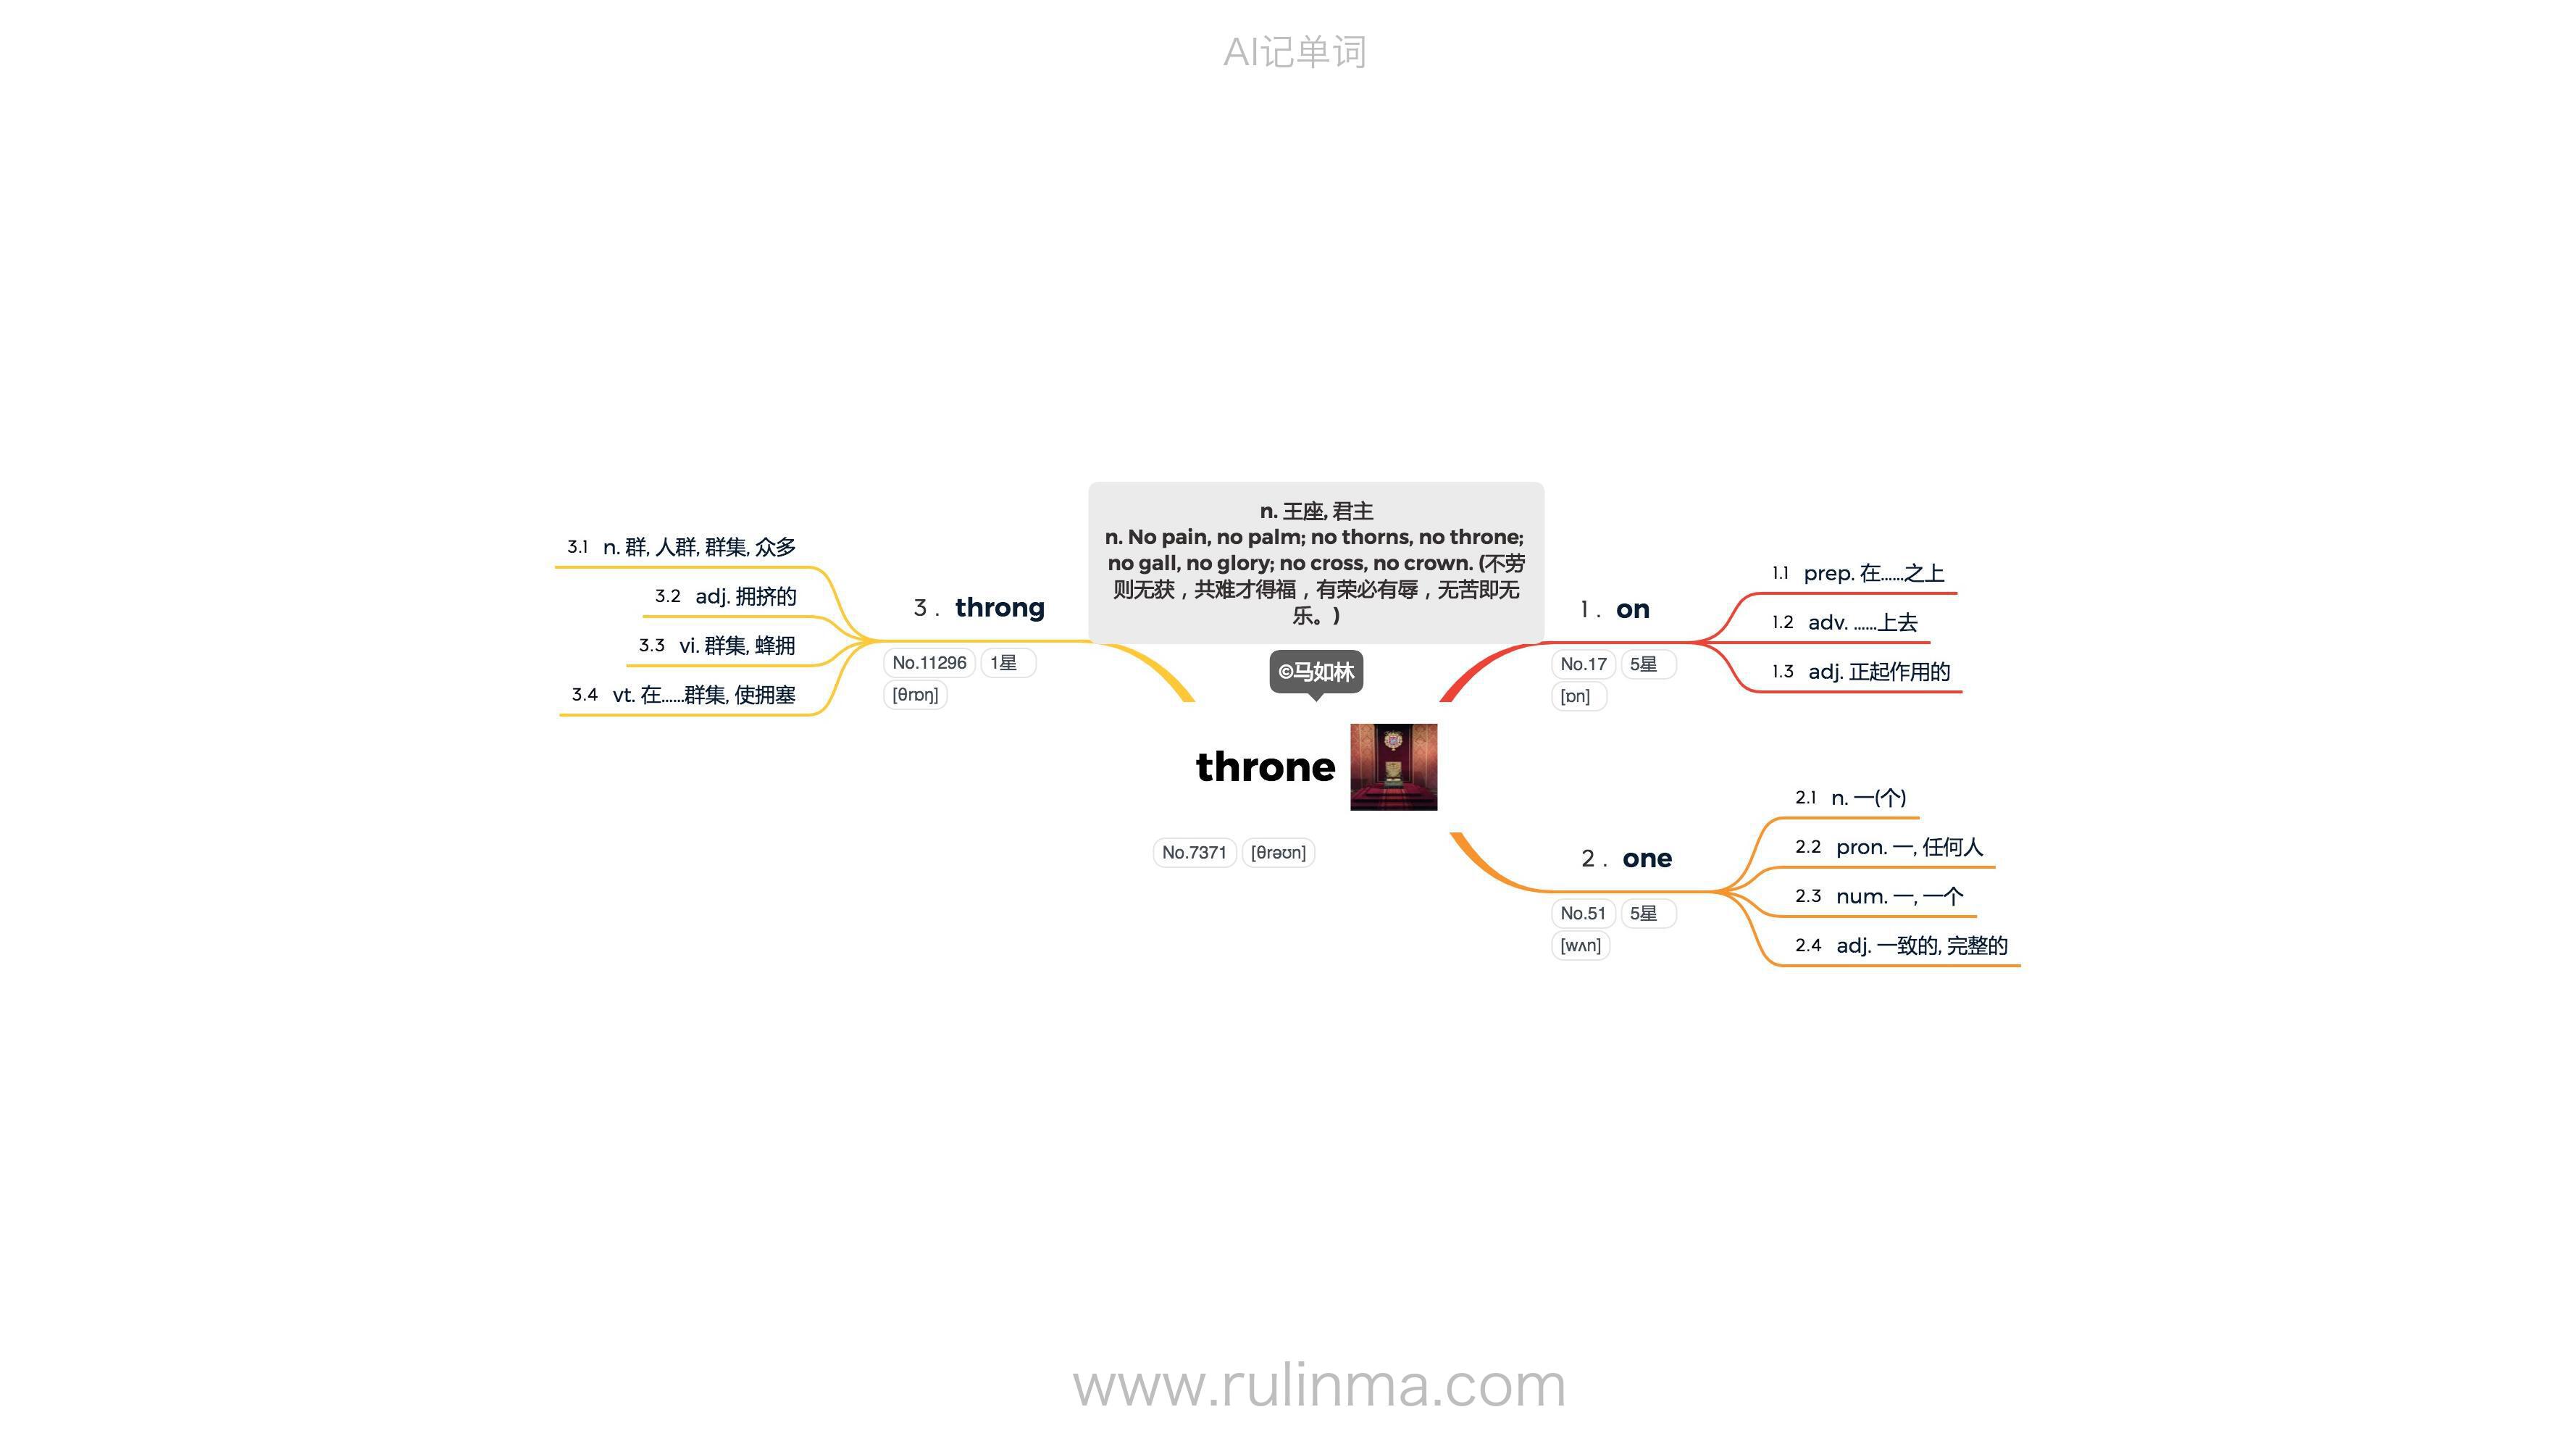 AI记单词
n. 王座, 君主
n. No pain, no palm; no thorns, no throne;
no gall, no glory; no cross, no crown. (不劳
则无获，共难才得福，有荣必有辱，无苦即无
乐。)
©马如林
throne
No.7371 [θrəʊn]
1 . on
No.17 5星
[ɒn]
1.1 prep. 在……之上
1.2 adv. ……上去
1.3 adj. 正起作用的
2 . one
No.51 5星
[wʌn]
2.1 n. 一(个)
2.2 pron. 一, 任何人
2.3 num. 一, 一个
2.4 adj. 一致的, 完整的
3 . throng
No.11296 1星
[θrɒŋ]
3.1 n. 群, 人群, 群集, 众多
3.2 adj. 拥挤的
3.3 vi. 群集, 蜂拥
3.4 vt. 在……群集, 使拥塞
www.rulinma.com